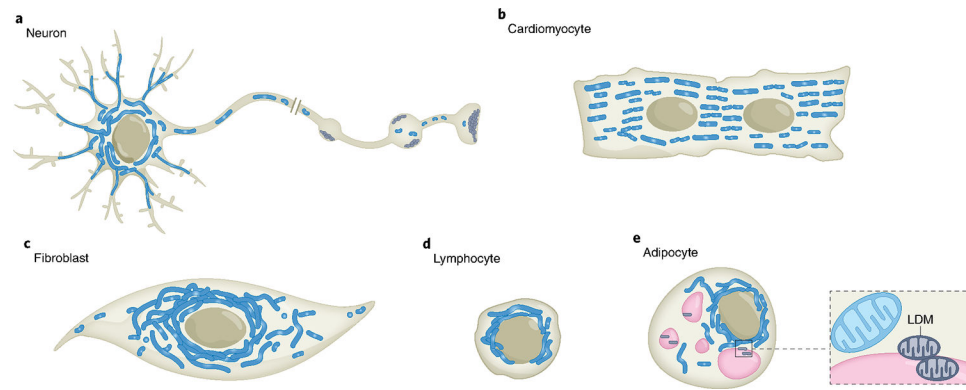 a
Neuron
b
Cardiomyocyte
c
Fibroblast
d
Lymphocyte
e
Adipocyte
LDM